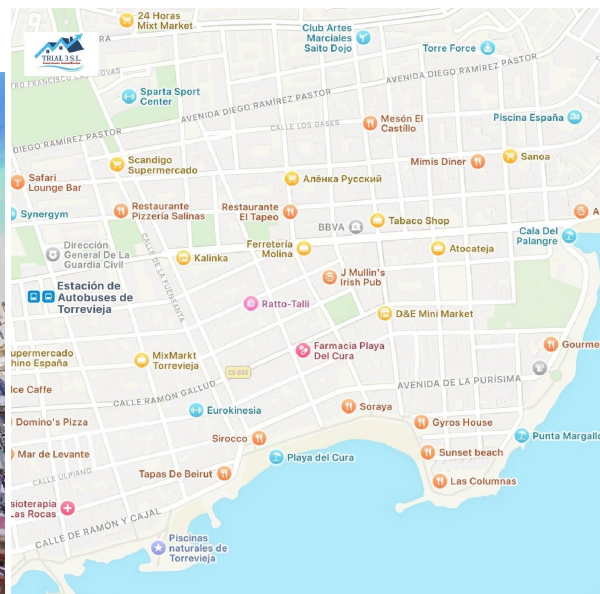 24 Horas
Mixt Market
Club Artes
Marciales
Saito Dojo
Torre Force
TRIAL 3 S.L.
AVENIDA DIEGO RAMÍREZ PASTOR
Sparta Sport
Center
AVENIDA DIEGO RAMÍREZ PASTOR
Mesón El
Castillo
Piscina España
CALLE LOS GASES
DIEGO RAMÍREZ PASTOR
Scandigo
Supermercado
Mimis Diner
Sanoa
Safari
Lounge Bar
Алёнка Русский
Synergym
Restaurante
Pizzería Salinas
Restaurante
El Tapeo
BBVA
Tabaco Shop
A
Cala Del
Palangre
Dirección
General De La
Guardia Civil
CALLE DE LA FUENSANTA
Kalinka
Ferretería
Molina
Atocateja
J Mullin's
Irish Pub
Estación de
Autobuses de
Torrevieja
Ratto-Talli
D&E Mini Market
Farmacia Playa
Del Cura
Gourme
upermercado
hino España
MixMarkt
Torrevieja
CV-898
AVENIDA DE LA PURÍSIMA
Ice Caffe
CALLE RAMÓN GALLUD
Eurokinesia
Soraya
Domino's Pizza
Gyros House
Sirocco
Punta Margallo
Mar de Levante
Playa del Cura
Sunset beach
CALLE ULPIANO
Tapas De Beirut
Las Columnas
sioterapia
Las Rocas
CALLE DE RAMÓN Y CAJAL
Piscinas
naturales de
Torrevieja